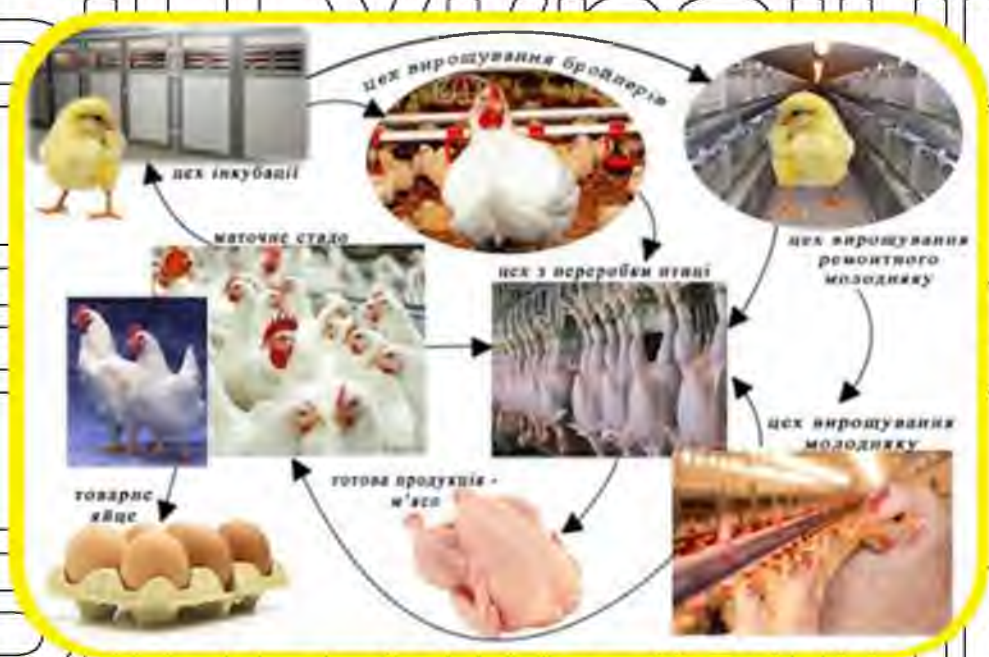 цех вирощування бройлерів
цех інкубації
маточне стадо
цех з переробки птиці
цех вирощування
ремонтного
молодняку
цех вирощування
молодняку
готова продукція -
м'ясо
товарне
яйце